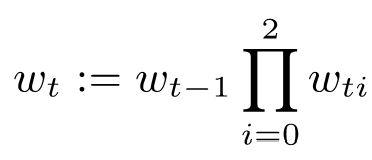 w_t := w_{t-1} \prod_{i=0}^{2} w_{ti}